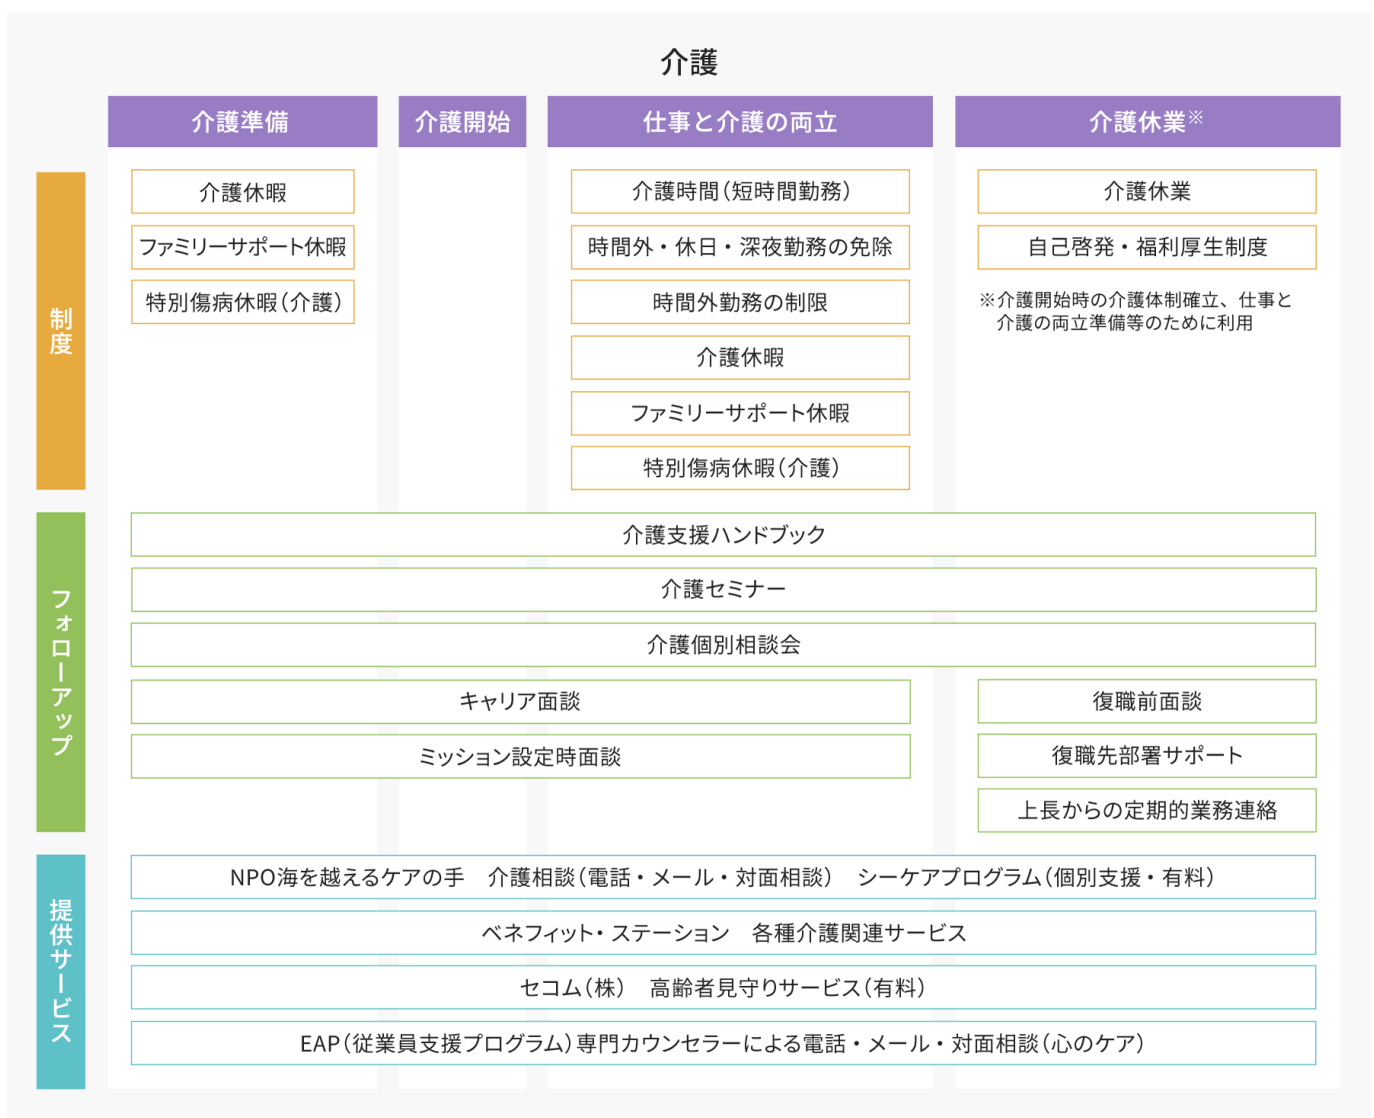 介護
介護準備
介護開始
仕事と介護の両立
介護休業※
制度
介護休暇
ファミリーサポート休暇
特別傷病休暇（介護）
介護時間（短時間勤務）
時間外・休日・深夜勤務の免除
時間外勤務の制限
介護休暇
ファミリーサポート休暇
特別傷病休暇（介護）
介護休業
自己啓発・福利厚生制度
※介護開始時の介護体制確立、仕事と
介護の両立準備等のために利用
フォローアップ
介護支援ハンドブック
介護セミナー
介護個別相談会
キャリア面談
ミッション設定時面談
復職前面談
復職先部署サポート
上長からの定期的業務連絡
提供サービス
NPO海を越えるケアの手　介護相談（電話・メール・対面相談）　シーケアプログラム（個別支援・有料）
ベネフィット・ステーション　各種介護関連サービス
セコム（株）　高齢者見守りサービス（有料）
EAP（従業員支援プログラム）専門カウンセラーによる電話・メール・対面相談（心のケア）